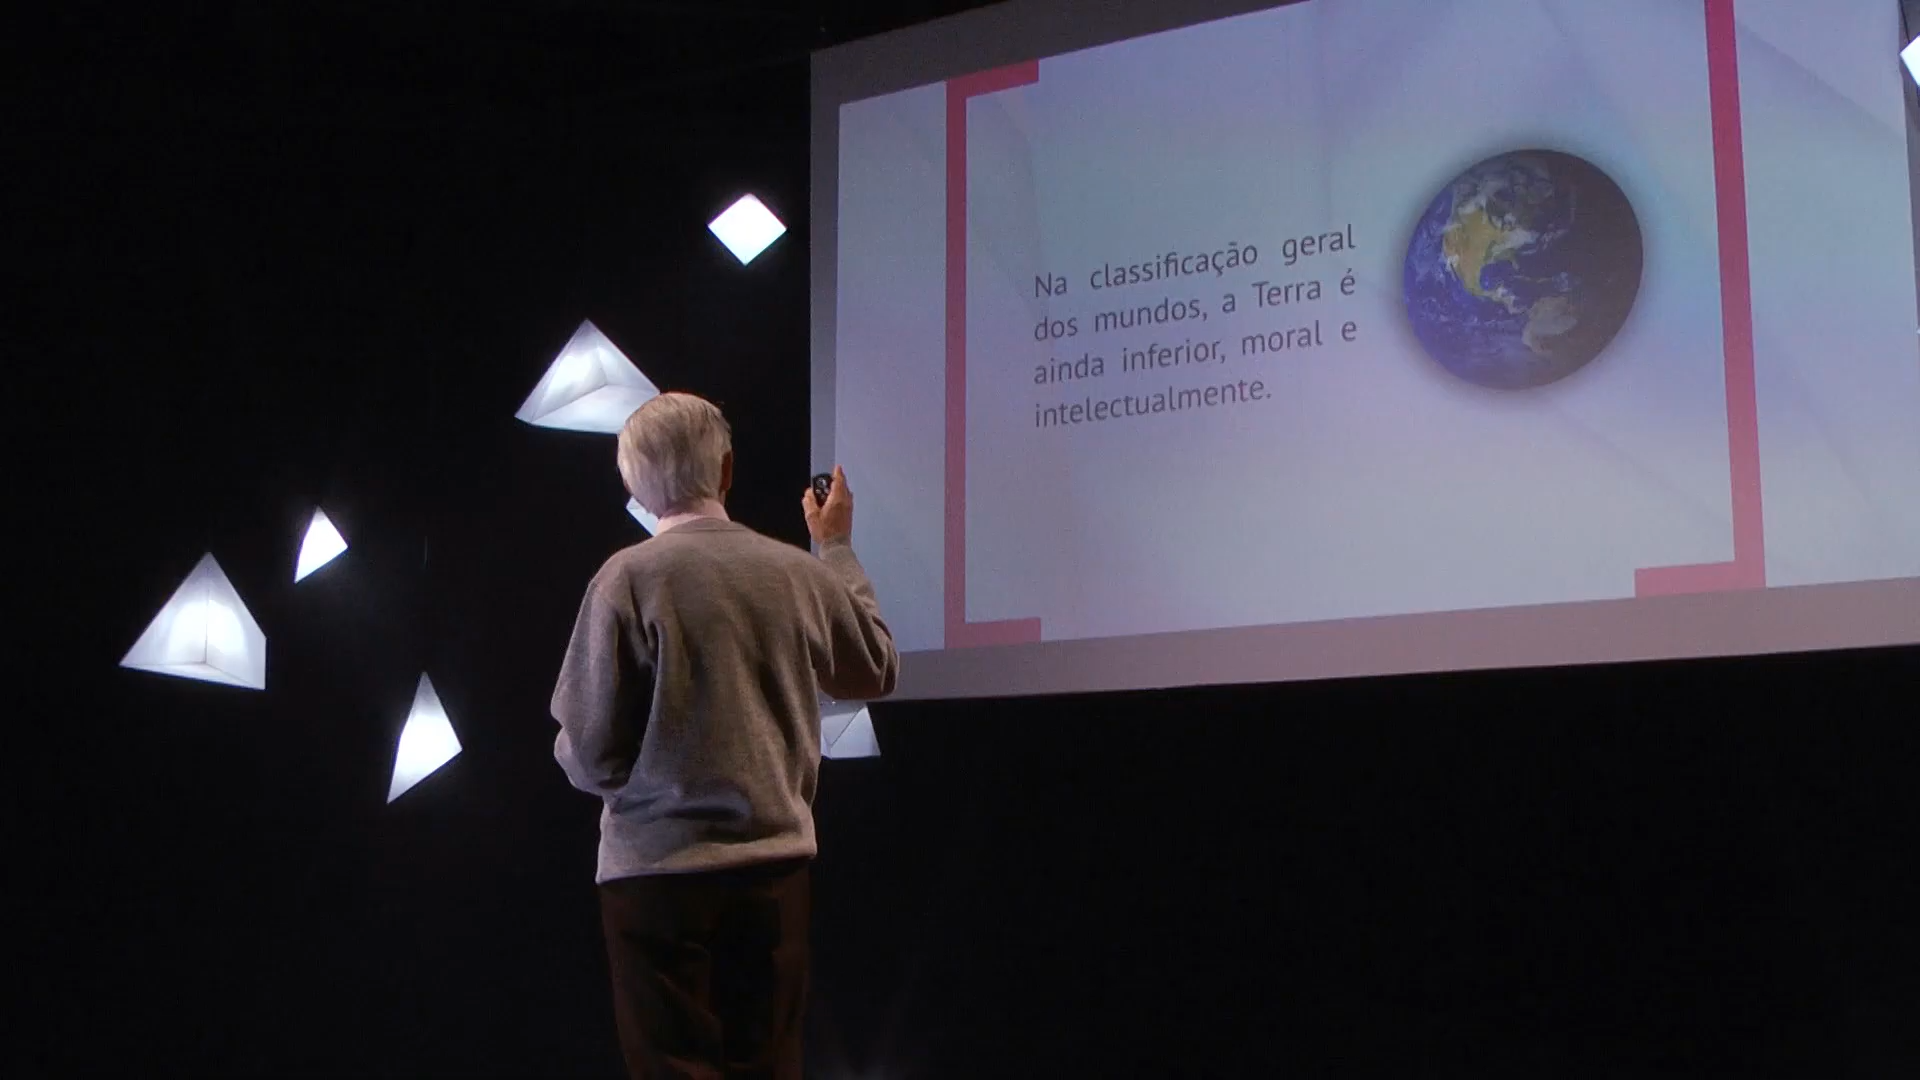 Na classificação geral
dos mundos, a Terra é
ainda inferior, moral e
intelectualmente.